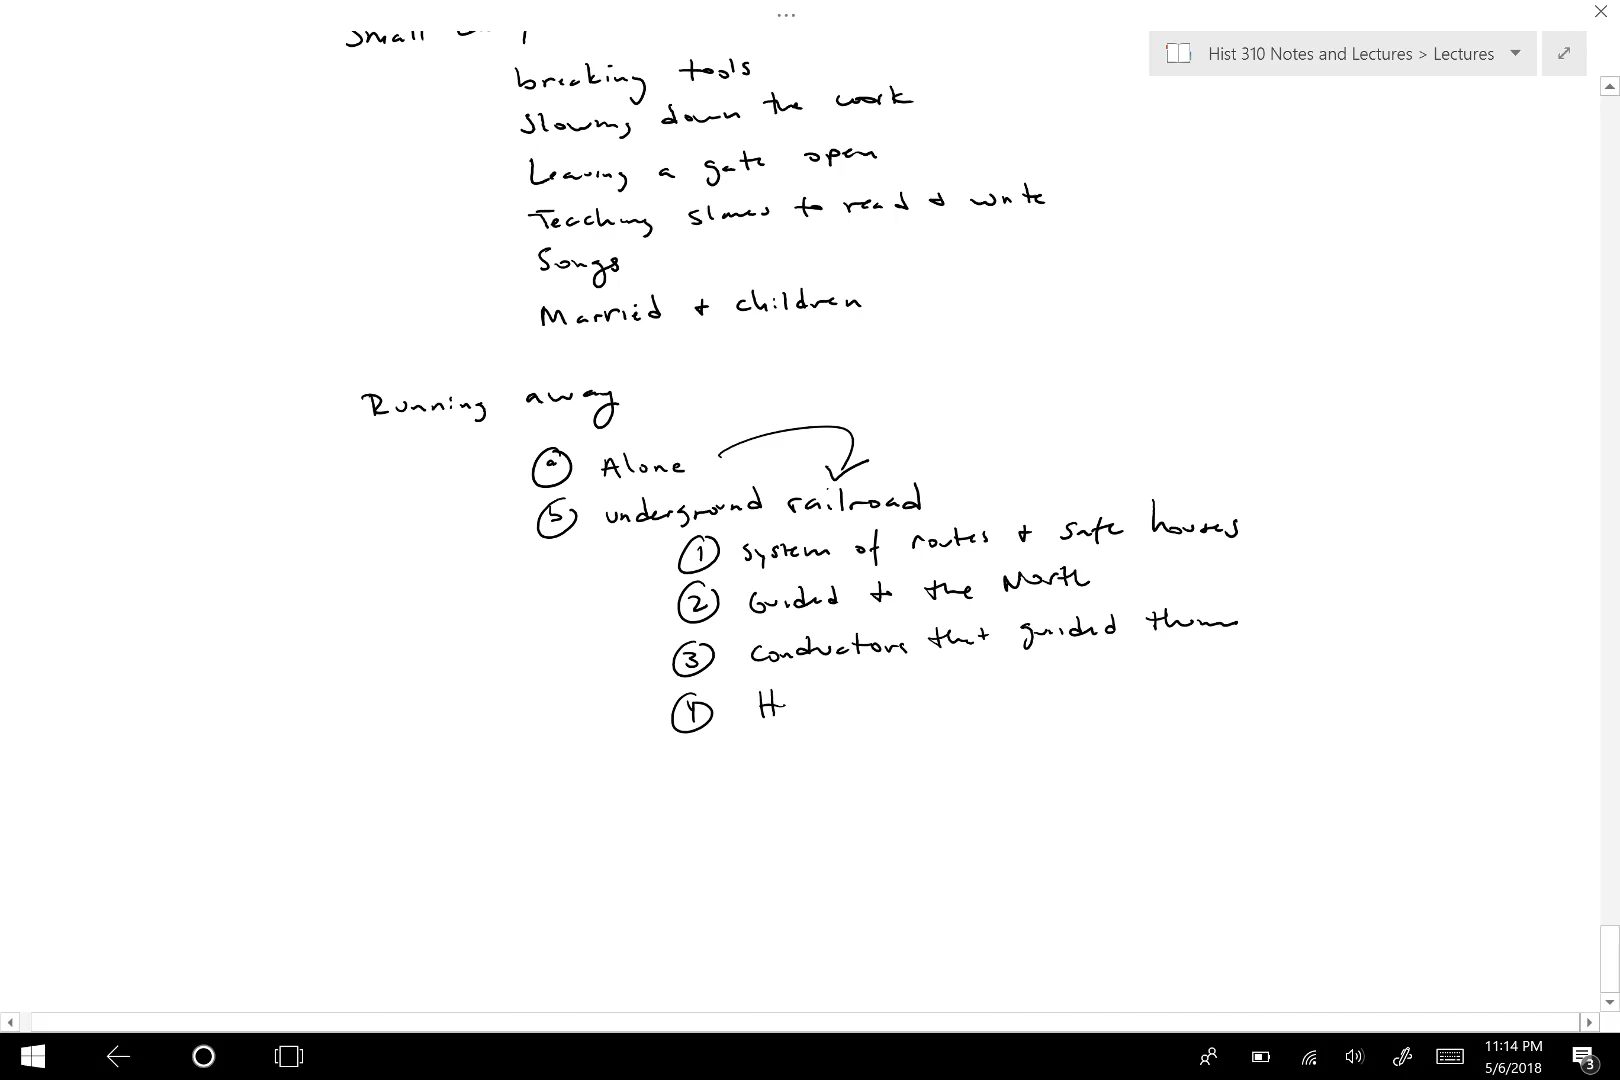 ...
Small
Hist 310 Notes and Lectures > Lectures
breaking tools
Slowing down the work
Leaving a gate open
Teaching slaves to read + write
Songs
Married + children
Running away
a Alone
b underground railroad
1 system of routes + safe houses
2 Guided to the North
3 Conductors that guided them
4 H
11:14 PM
5/6/2018
3